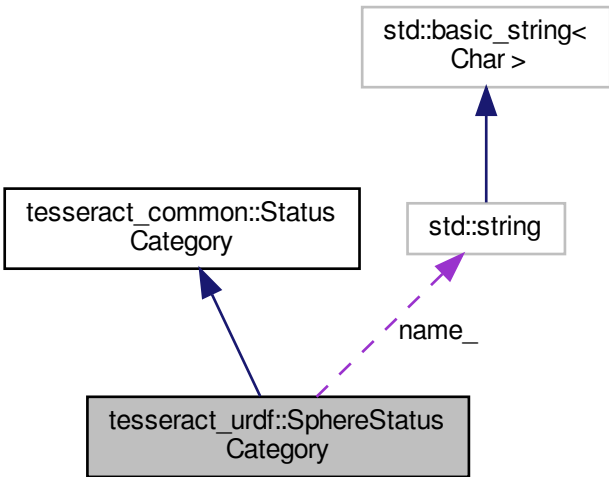 std::basic_string<
Char >
tesseract_common::Status
Category
std::string
name_
tesseract_urdf::SphereStatus
Category